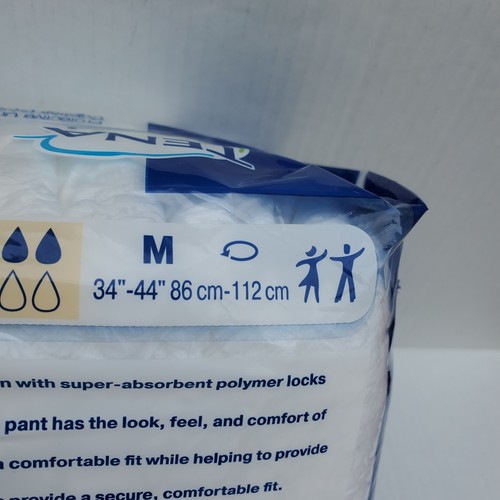 TENA
M
34"-44" 86 cm-112 cm
n with super-absorbent polymer locks
pant has the look, feel, and comfort of
comfortable fit while helping to provide
provide a secure, comfortable fit.